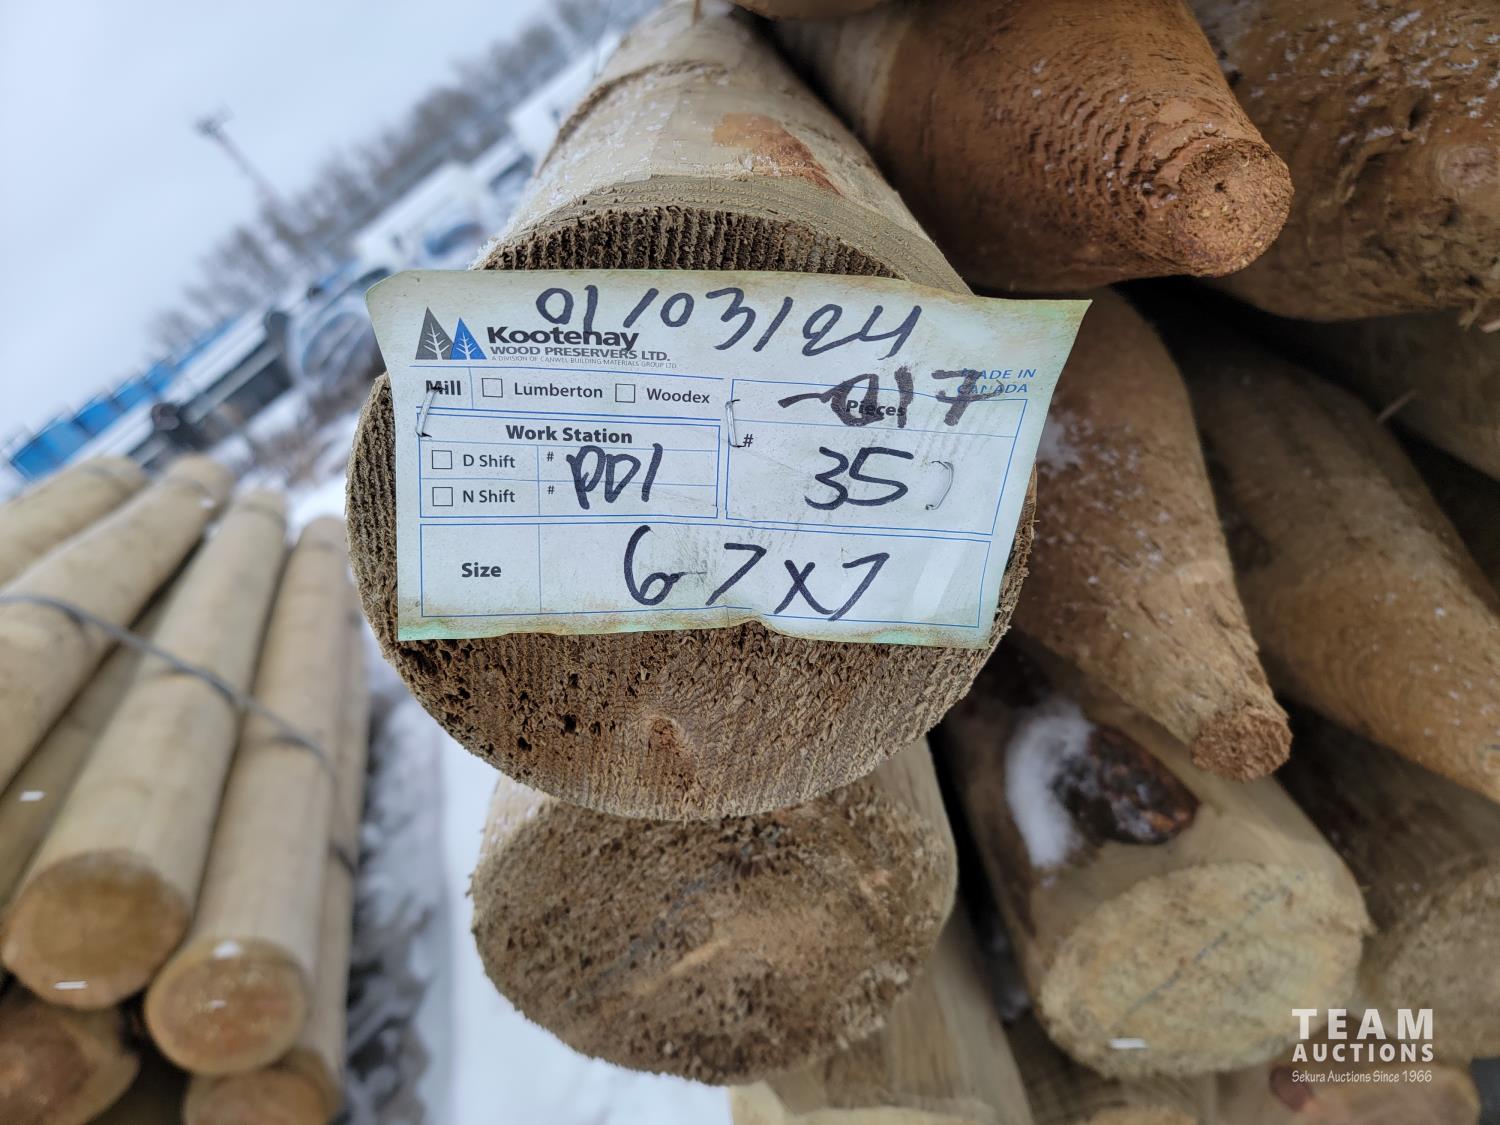 01/03/24
Kootenay
WOOD PRESERVERS LTD.
A DIVISION OF CANWEL BUILDING MATERIALS GROUP LTD
MADE IN
CANADA
Mill Lumberton Woodex
-017
Pieces
# 35
Work Station
D Shift # PD1
N Shift #
Size 6-7x7
TEAM
AUCTIONS
Sekura Auctions Since 1966